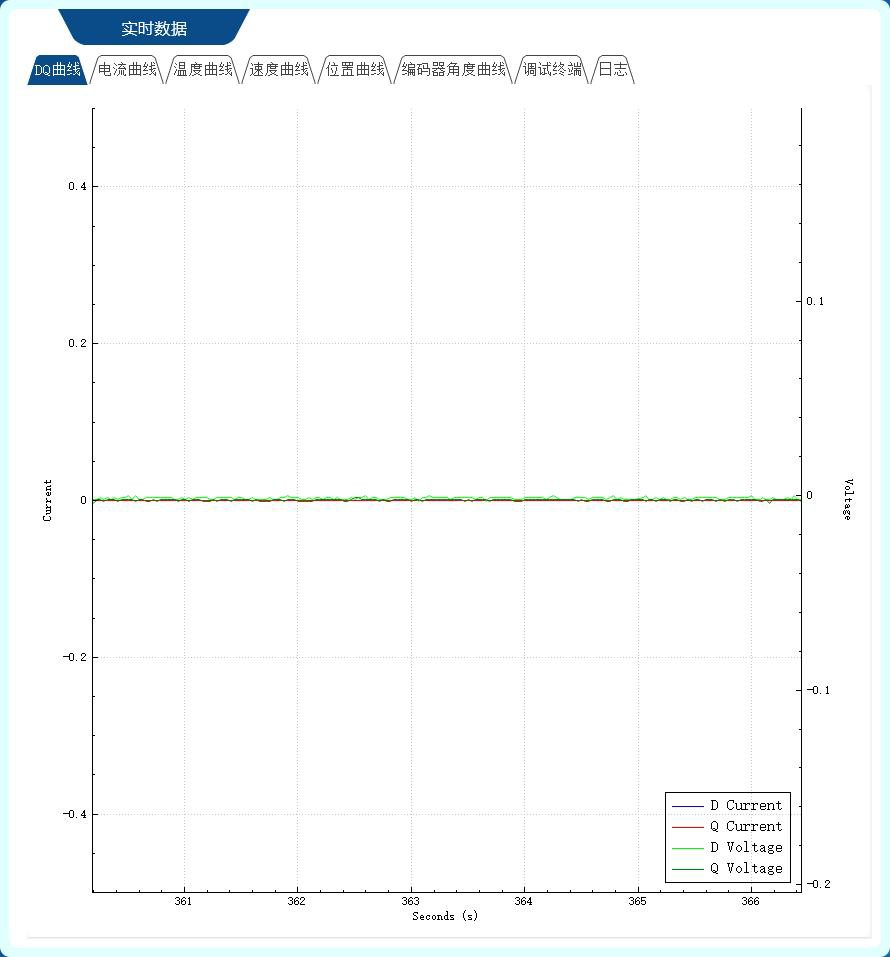 实时数据
DQ曲线 电流曲线 温度曲线 速度曲线 位置曲线 编码器角度曲线 调试终端 日志
0.4
0.1
0.2
Current
0
0
Voltage
-0.2
-0.1
-0.4
D Current
Q Current
D Voltage
Q Voltage
-0.2
361 362 363 364 365 366
Seconds (s)